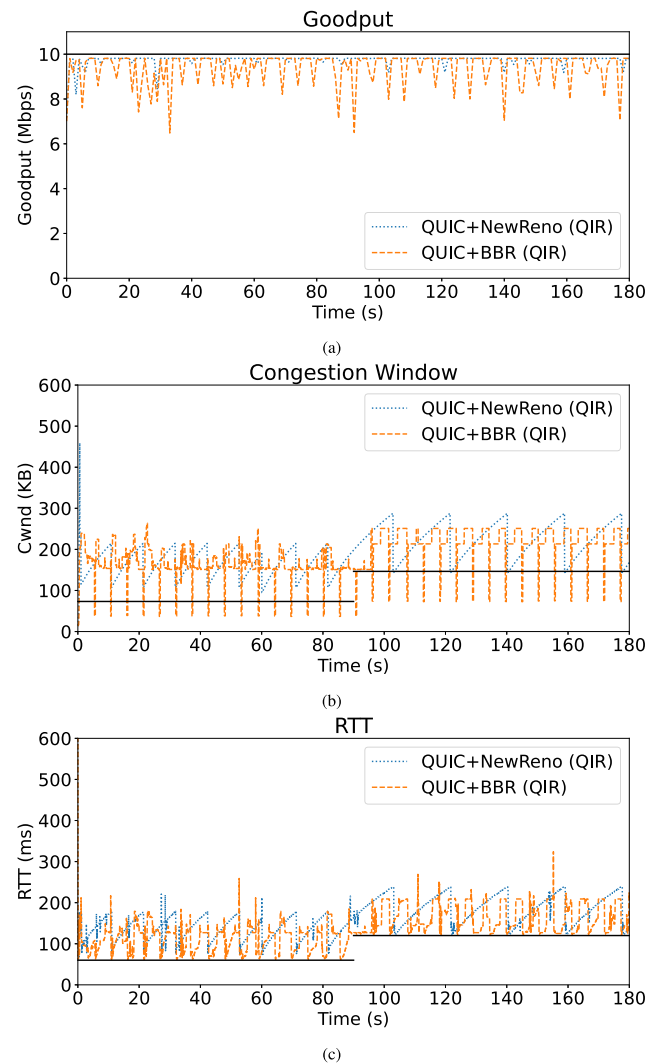 Goodput
10
8
6
4
2
0
Goodput (Mbps)
QUIC+NewReno (QIR)
QUIC+BBR (QIR)
0 20 40 60 80 100 120 140 160 180
Time (s)
(a)
Congestion Window
600
500
400
300
200
100
0
Cwnd (KB)
QUIC+NewReno (QIR)
QUIC+BBR (QIR)
0 20 40 60 80 100 120 140 160 180
Time (s)
(b)
RTT
600
500
400
300
200
100
0
RTT (ms)
QUIC+NewReno (QIR)
QUIC+BBR (QIR)
0 20 40 60 80 100 120 140 160 180
Time (s)
(c)